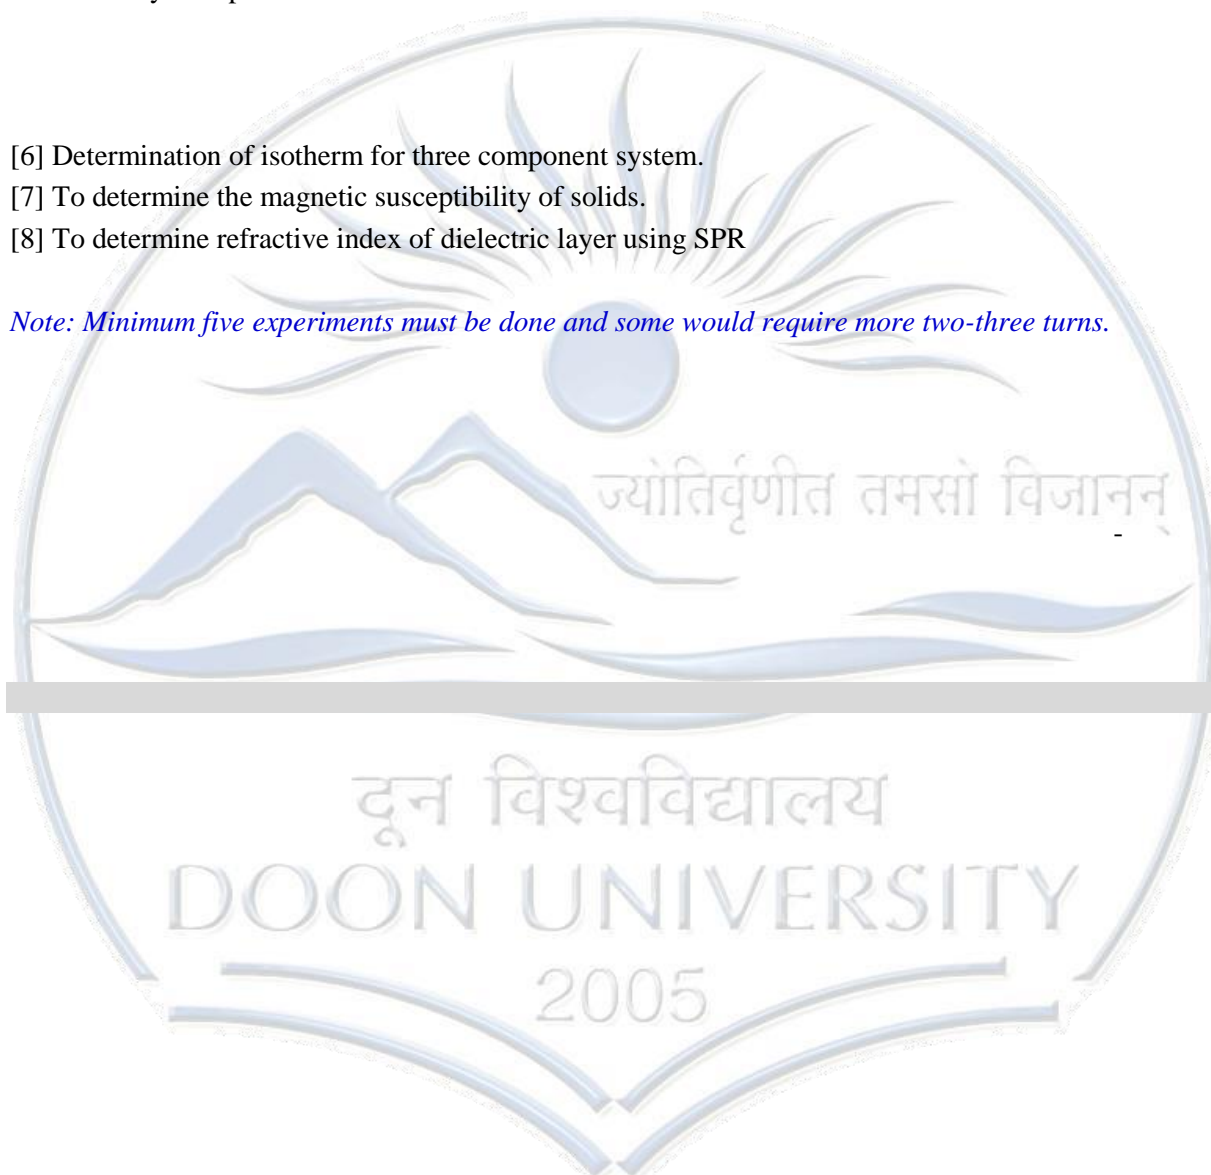 [6] Determination of isotherm for three component system.
[7] To determine the magnetic susceptibility of solids.
[8] To determine refractive index of dielectric layer using SPR
Note: Minimum five experiments must be done and some would require more two-three turns.
ज्योतिर्वृणीत तमसो विजानन्
-
दून विश्वविद्यालय
DOON UNIVERSITY
2005